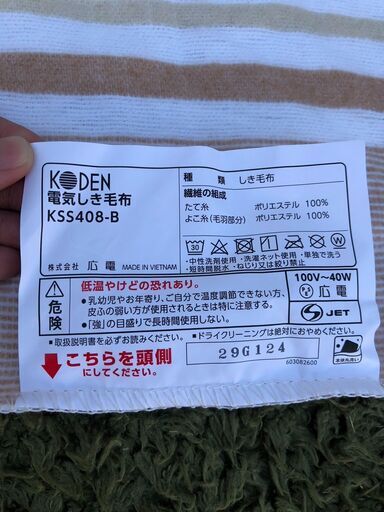 KODEN
電気しき毛布
KSS408-B
株式会社 広電 MADE IN VIETNAM
種 類 しき毛布
繊維の組成
たて糸 ポリエステル 100%
よこ糸(毛羽部分) ポリエステル 100%
・中性洗剤使用・洗濯ネット使用・単独で洗う
・短時間脱水・ねじり又は絞り禁止
危険
低温やけどの恐れあり。
●乳幼児やお年寄り、ご自分で温度調節できない方、
皮ふの弱い方が使用されるときは特に注意する。
●「強」の目盛りで長時間使用しない。
100V~40W
広電
S JET
■取扱説明書を必ずお読みください。
■ドライクリーニングは絶対におやめください。
こちらを頭側
にしてください。
29G124
603082600
本体丸洗い